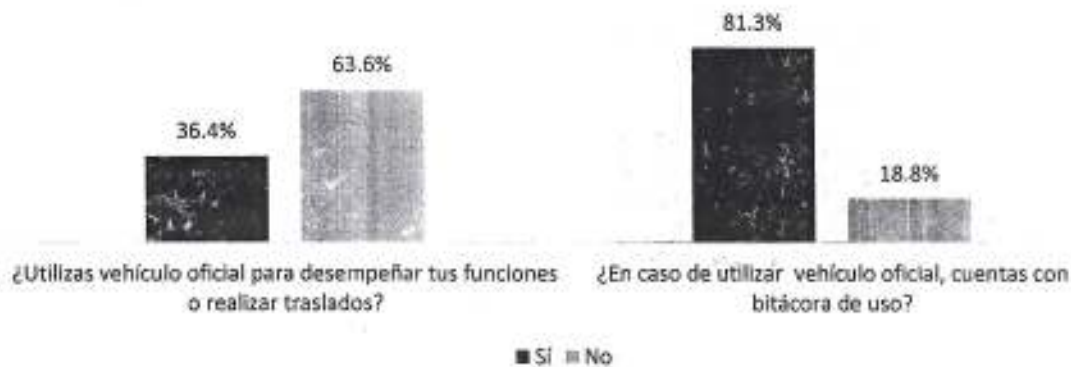 81.3%
63.6%
36.4%
18.8%
¿Utilizas vehículo oficial para desempeñar tus funciones
o realizar traslados?
¿En caso de utilizar vehículo oficial, cuentas con
bitácora de uso?
Sí No